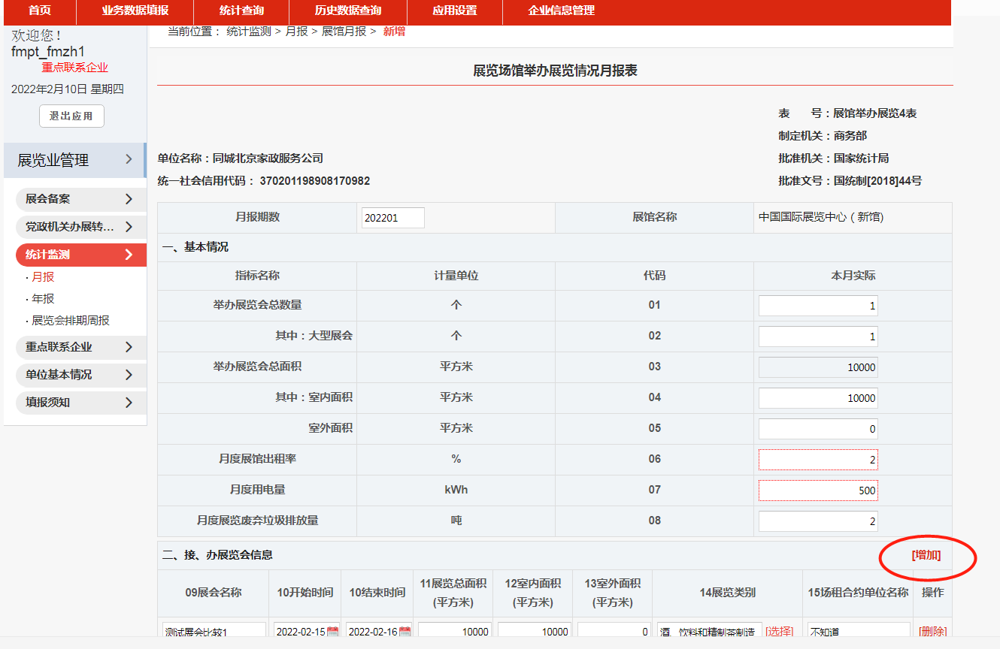 首页 业务数据填报 统计查询 历史数据查询 应用设置 企业信息管理
欢迎您!
fmpt_fmzh1
重点联系企业
2022年2月10日 星期四
退出应用
展览业管理
展会备案
党政机关办展转...
统计监测
· 月报
· 年报
· 展览会排期周报
重点联系企业
单位基本情况
填报须知
当前位置: 统计监测 > 月报 > 展馆月报 > 新增
展览场馆举办展览情况月报表
表 号:展馆举办展览4表
制定机关:商务部
单位名称:同城北京家政服务公司 批准机关:国家统计局
统一社会信用代码: 370201198908170982 批准文号:国统制[2018]44号
月报期数 202201 展馆名称 中国国际展览中心(新馆)
一、基本情况
指标名称 计量单位 代码 本月实际
举办展览会总数量 个 01 1
其中:大型展会 个 02 1
举办展览会总面积 平方米 03 10000
其中:室内面积 平方米 04 10000
室外面积 平方米 05 0
月度展馆出租率 % 06 2
月度用电量 kWh 07 500
月度展览废弃垃圾排放量 吨 08 2
二、接、办展览会信息 [增加]
09展会名称 10开始时间 10结束时间 11展览总面积 12室内面积 13室外面积 14展览类别 15场租合约单位名称 操作
(平方米) (平方米) (平方米)
测试展会比较1 2022-02-15 2022-02-16 10000 10000 0 酒、饮料和精制茶制造 [选择] 不知道 [删除]